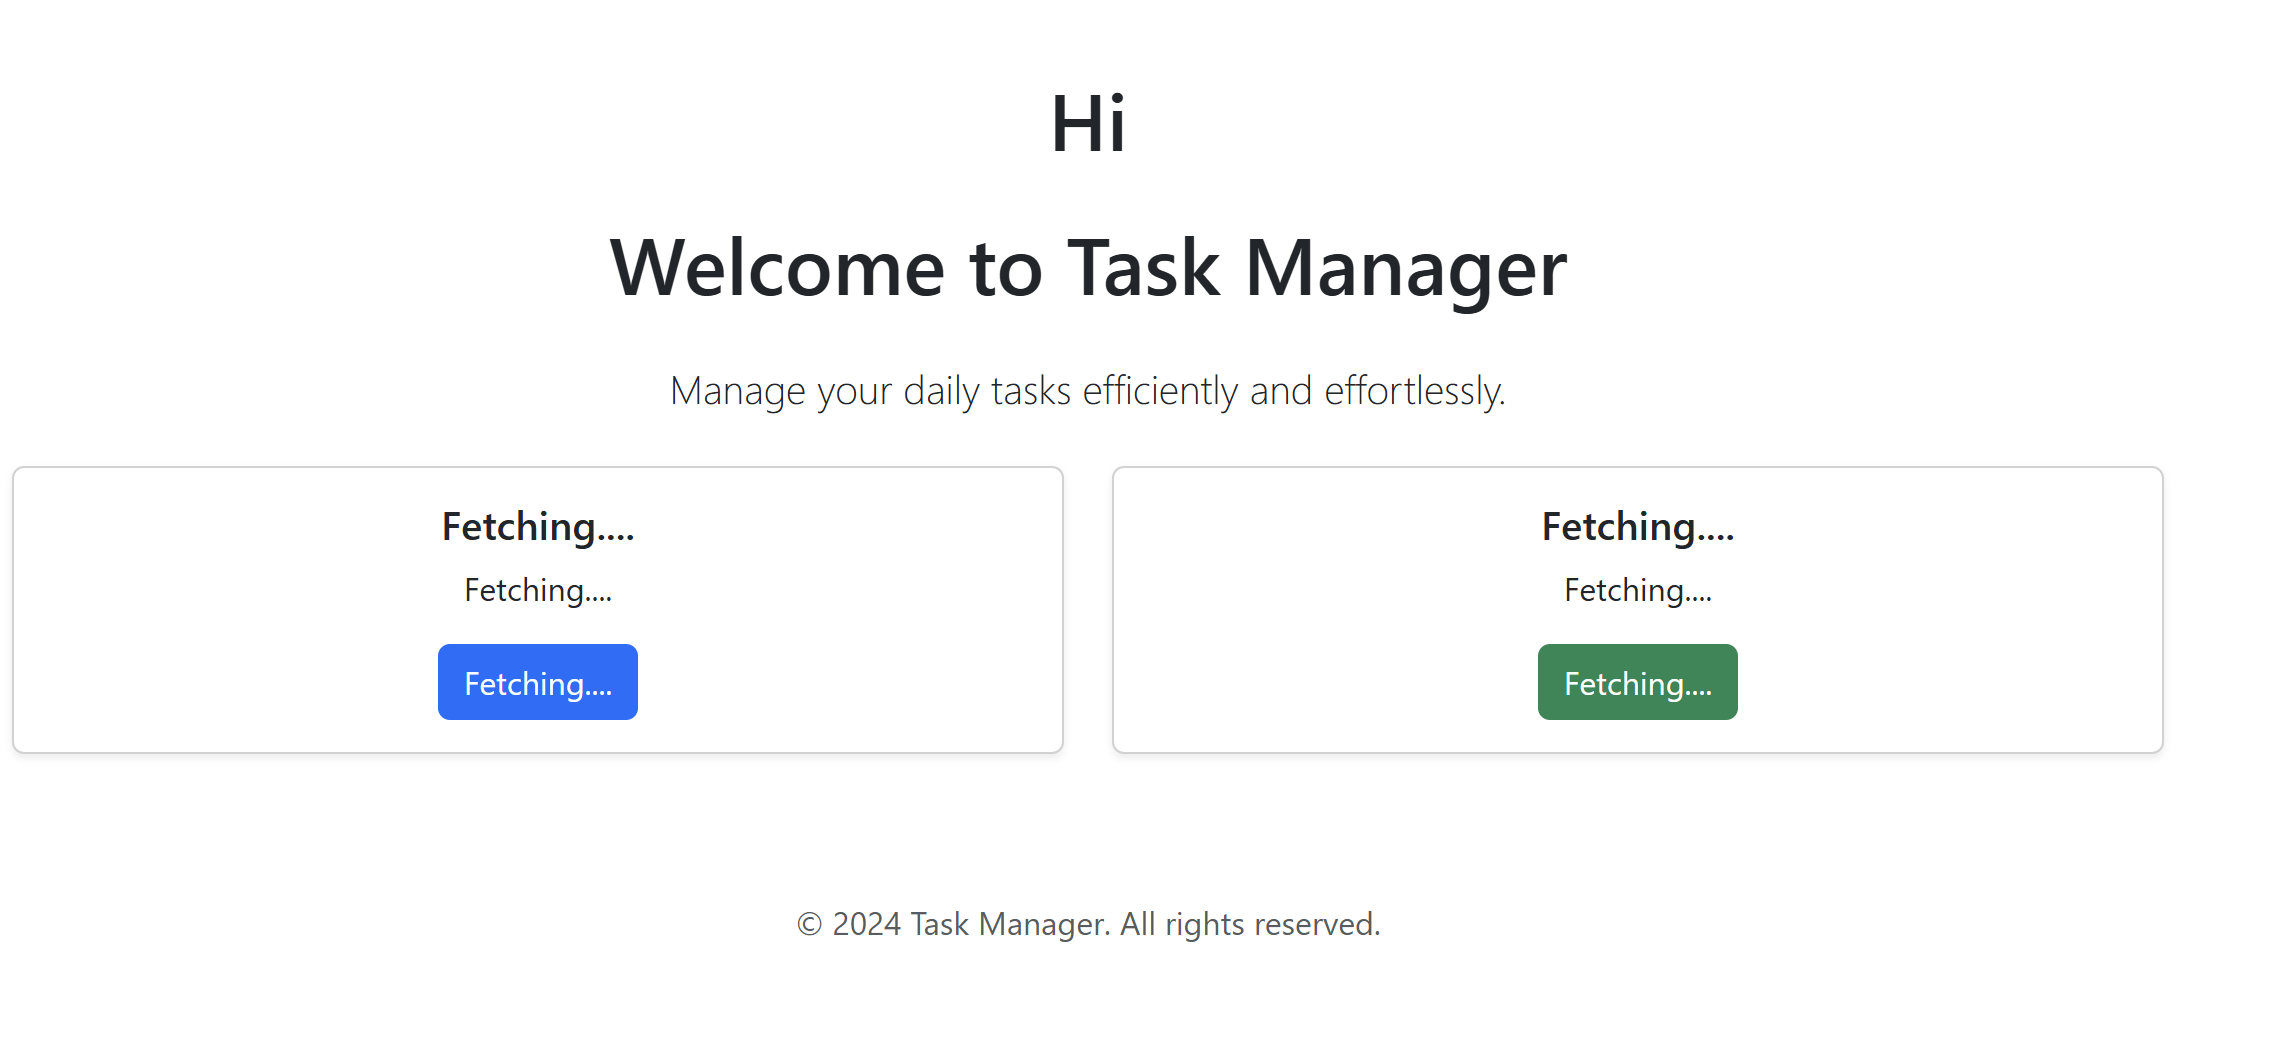 Hi
Welcome to Task Manager
Manage your daily tasks efficiently and effortlessly.
Fetching....
Fetching....
Fetching....
Fetching....
Fetching....
Fetching....
© 2024 Task Manager. All rights reserved.